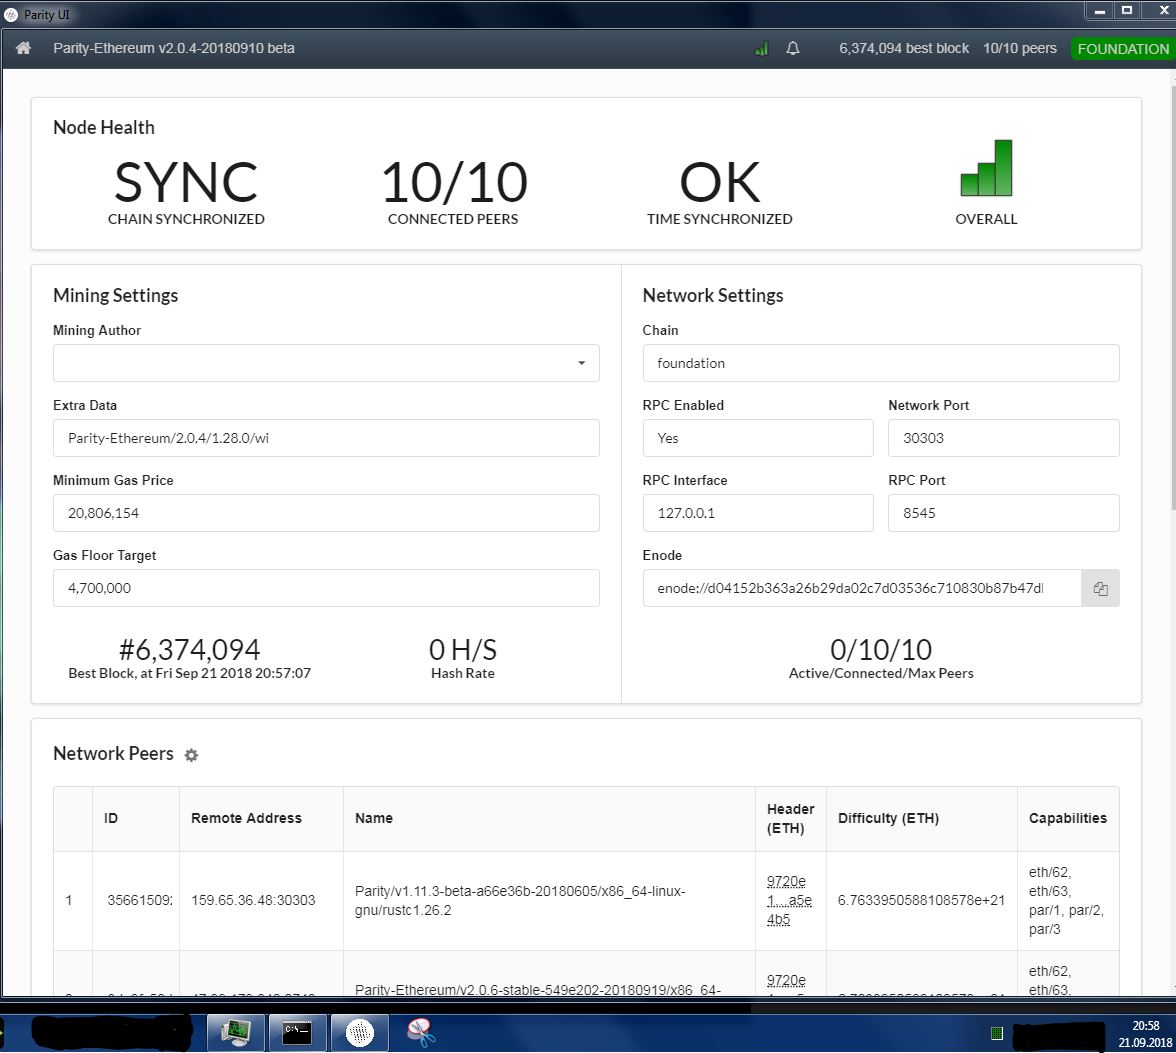 Parity UI
Parity-Ethereum v2.0.4-20180910 beta
6,374,094 best block 10/10 peers FOUNDATION
Node Health
SYNC 10/10 OK
CHAIN SYNCHRONIZED CONNECTED PEERS TIME SYNCHRONIZED OVERALL
Mining Settings
Mining Author
Extra Data
Parity-Ethereum/2.0.4/1.28.0/wi
Minimum Gas Price
20,806,154
Gas Floor Target
4,700,000
#6,374,094 0 H/S
Best Block, at Fri Sep 21 2018 20:57:07 Hash Rate
Network Settings
Chain
foundation
RPC Enabled Network Port
Yes 30303
RPC Interface RPC Port
127.0.0.1 8545
Enode
enode://d04152b363a26b29da02c7d03536c710830b87b47d
0/10/10
Active/Connected/Max Peers
Network Peers
ID Remote Address Name Header (ETH) Difficulty (ETH) Capabilities
1 35661509 159.65.36.48:30303
Parity/v1.11.3-beta-a66e36b-20180605/x86_64-linux-
gnu/rustc1.26.2
9720e
1...a5e
4b5
6.7633950588108578e+21
eth/62,
eth/63,
par/1, par/2,
par/3
Parity-Ethereum/v2.0.6-stable-549e202-20180919/x86_64-
9720e
eth/62,
eth/63,
C:\_
20:58
21.09.2018